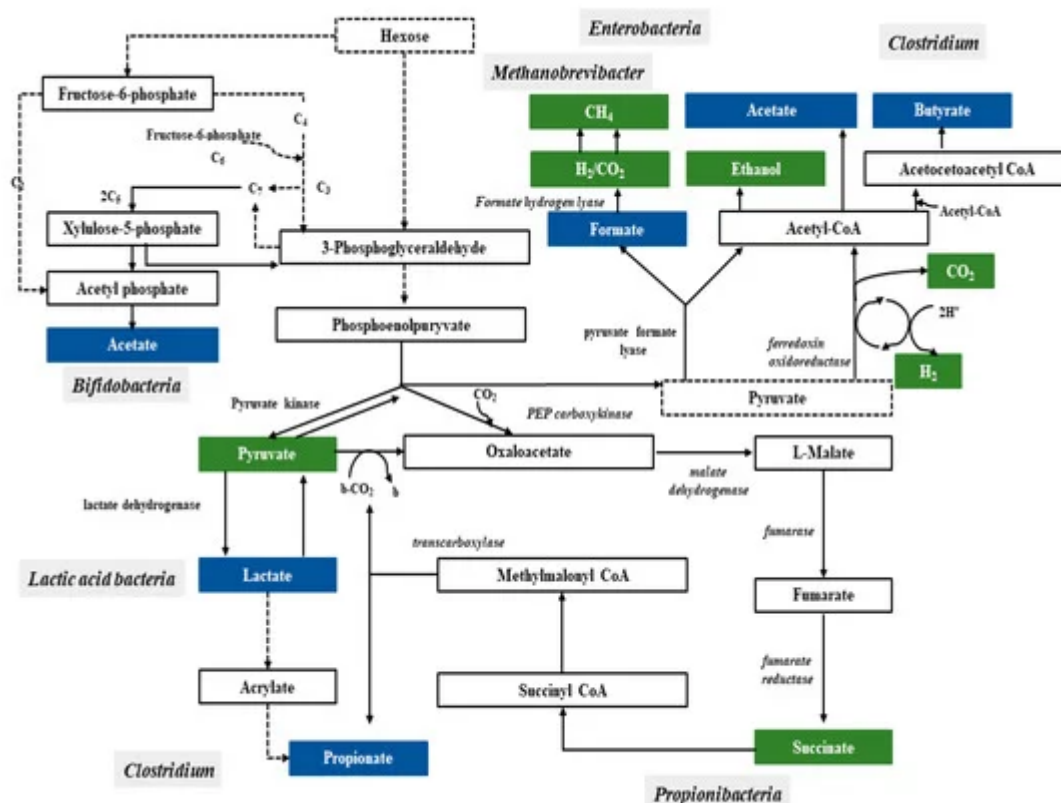 Hexose
Enterobacteria
Clostridium
Methanobrevibacter
Fructose-6-phosphate
CH4
Acetate
Butyrate
C4
Fructose-6-phosphate
C6
H2/CO2
Ethanol
Acetocetoacetyl CoA
C2
C3
2C5
C7
Formate hydrogen lyase
Acetyl-CoA
Xylulose-5-phosphate
Formate
Acetyl-CoA
3-Phosphoglyceraldehyde
CO2
Acetyl phosphate
2H+
Phosphoenolpuryvate
pyruvate formate
lyase
ferredoxin
oxidoreductase
Acetate
H2
Bifidobacteria
Pyruvate kinase
CO2
PEP carboxykinase
Pyruvate
Pyruvate
Oxaloacetate
L-Malate
b-CO2
b
malate
dehydrogenase
lactate dehydrogenase
fumarase
transcarboxylase
Lactic acid bacteria
Lactate
Methylmalonyl CoA
Fumarate
fumarate
reductase
Acrylate
Succinyl CoA
Clostridium
Propionate
Succinate
Propionibacteria